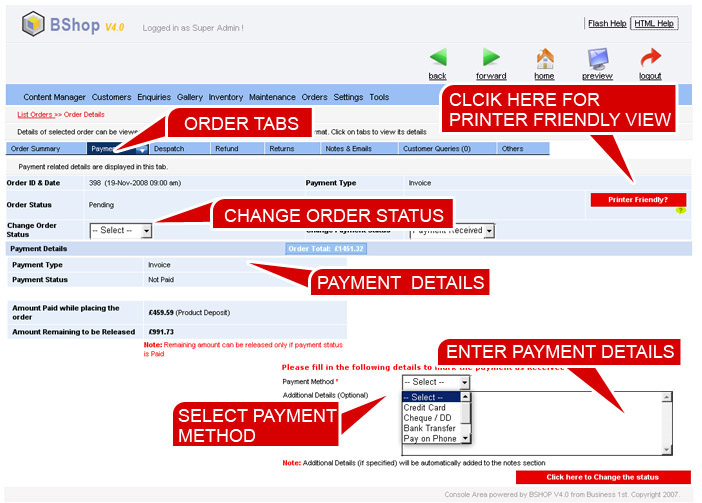 BShop V4.0
Logged in as Super Admin !
Flash Help | HTML Help
back forward home preview logout
Content Manager Customers Enquiries Gallery Inventory Maintenance Orders Settings Tools
CLCIK HERE FOR
PRINTER FRIENDLY VIEW
List Orders >> Order Details
ORDER TABS
Details of selected order can be viewe
mat. Click on tabs to view its details
Order Summary Paymen Despatch Refund Returns Notes & Emails Customer Queries (0) Others
Payment related details are displayed in this tab.
Order ID & Date 398 (19-Nov-2008 09:00 am) Payment Type Invoice
Order Status Pending
Printer Friendly?
CHANGE ORDER STATUS
Change Order
Status
-- Select --
Change Payment Status
Payment Received
Payment Details
Order Total: £1451.32
Payment Type Invoice
Payment Status Not Paid
PAYMENT DETAILS
Amount Paid while placing the
order
£459.59 (Product Deposit)
Amount Remaining to be Released £991.73
Note: Remaining amount can be released only if payment status
is Paid
ENTER PAYMENT DETAILS
Please fill in the following details to mark the payment as Receive
Payment Method *
-- Select --
Additional Details (Optional)
-- Select --
Credit Card
Cheque / DD
Bank Transfer
Pay on Phone
SELECT PAYMENT
METHOD
Note: Additional Details (if specified) will be automatically added to the notes section
Click here to Change the status
Console Area powered by BSHOP V4.0 from Business 1st. Copyright 2007.